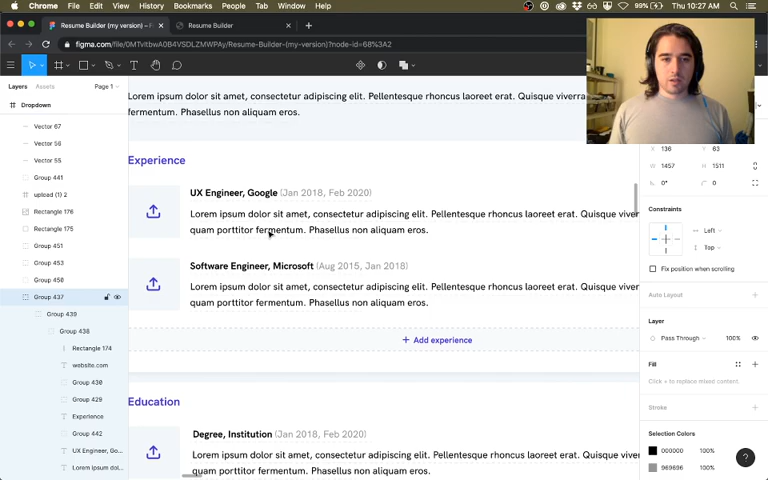 Chrome File Edit View History Bookmarks People Tab Window Help
99% Thu 10:27 AM
Resume Builder (my version) – F
Resume Builder
figma.com/file/0MTvltbwA0B4VSDLZMWPAy/Resume-Builder-(my-version)?node-id=68%3A2
Layers Assets Page 1
Dropdown
Vector 67
Vector 56
Vector 55
Group 441
upload (1) 2
Rectangle 176
Rectangle 175
Group 451
Group 453
Group 450
Group 437
Group 439
Group 438
Rectangle 174
website.com
Group 430
Group 429
Experience
Group 442
UX Engineer, Go...
Lorem ipsum dol...
Lorem ipsum dolor sit amet, consectetur adipiscing elit. Pellentesque rhoncus laoreet erat. Quisque viverra
fermentum. Phasellus non aliquam eros.
Experience
UX Engineer, Google (Jan 2018, Feb 2020)
Lorem ipsum dolor sit amet, consectetur adipiscing elit. Pellentesque rhoncus laoreet erat. Quisque viver
quam porttitor fermentum. Phasellus non aliquam eros.
Software Engineer, Microsoft (Aug 2015, Jan 2018)
Lorem ipsum dolor sit amet, consectetur adipiscing elit. Pellentesque rhoncus laoreet erat. Quisque viver
quam porttitor fermentum. Phasellus non aliquam eros.
+ Add experience
Education
Degree, Institution (Jan 2018, Feb 2020)
Lorem ipsum dolor sit amet, consectetur adipiscing elit. Pellentesque rhoncus laoreet erat. Quisque viv
quam porttitor fermentum. Phasellus non aliquam eros.
X 136 Y 63
W 1457 H 1511
0° 0
Constraints
Left
Top
Fix position when scrolling
Auto Layout
Layer
Pass Through 100%
Fill
Click + to replace mixed content.
Stroke
Selection Colors
000000 100%
969696 100%
?